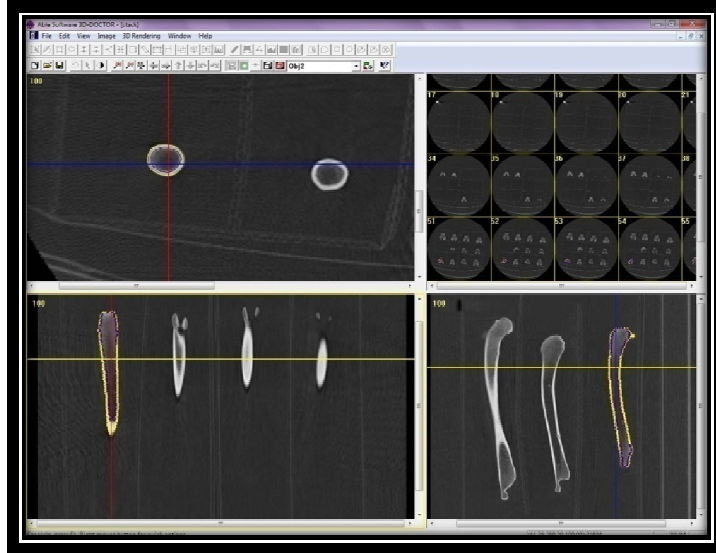 Able Software 3D-DOCTOR - [stack]
File Edit View Image 3D Rendering Window Help
Obj2
100
17 18 19 20 21
34 35 36 37 38
51 52 53 54 55
100
100